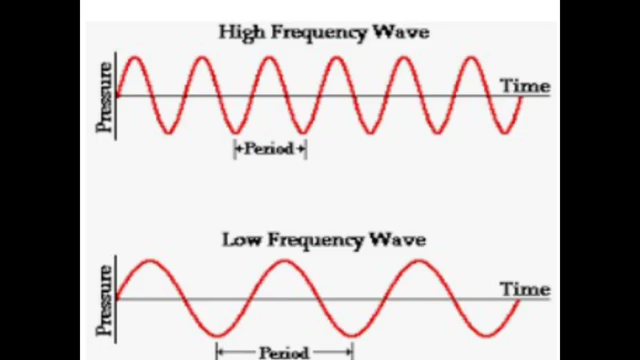 High Frequency Wave
Pressure
Time
Period
Low Frequency Wave
Pressure
Time
Period